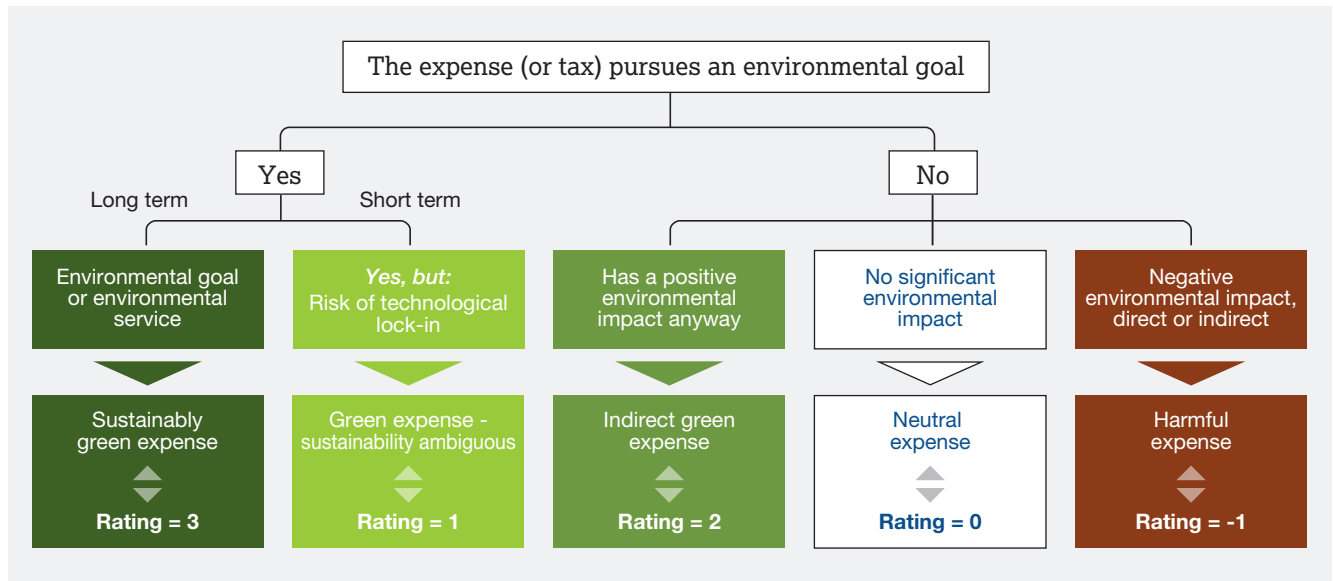 The expense (or tax) pursues an environmental goal
Yes
No
Long term
Short term
Environmental goal
or environmental
service
Yes, but:
Risk of technological
lock-in
Has a positive
environmental
impact anyway
No significant
environmental
impact
Negative
environmental impact,
direct or indirect
Sustainably
green expense
Rating = 3
Green expense -
sustainability ambiguous
Rating = 1
Indirect green
expense
Rating = 2
Neutral
expense
Rating = 0
Harmful
expense
Rating = -1